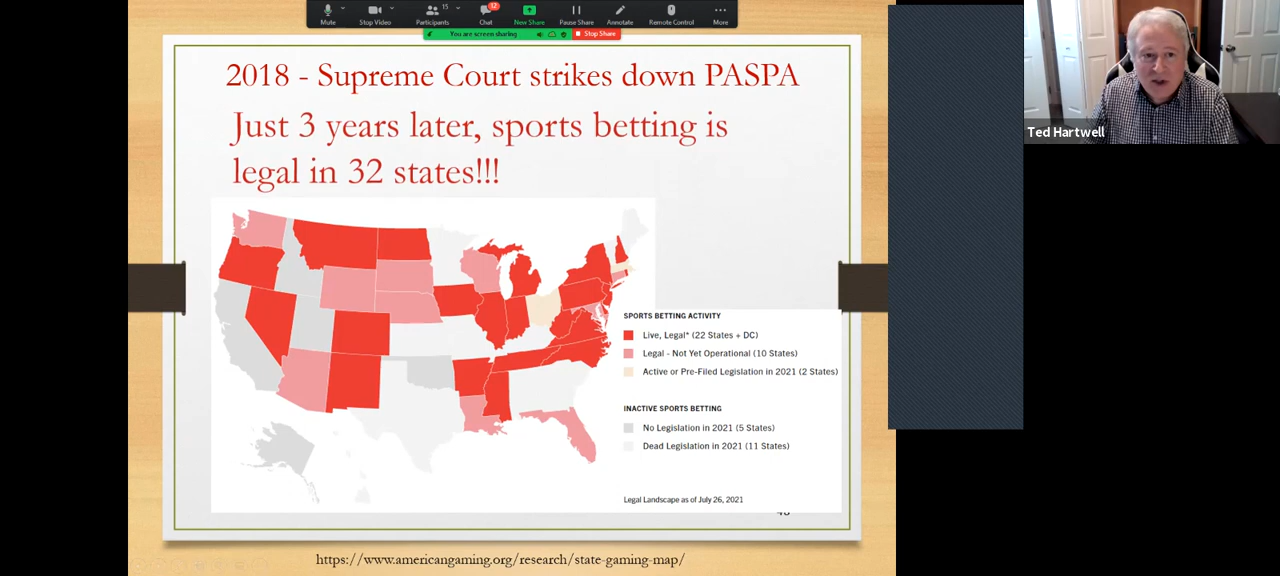 15
12
Mute
Stop Video
Participants
Chat
New Share
Pause Share
Annotate
Remote Control
More
You are screen sharing
Stop Share
2018 - Supreme Court strikes down PASPA
Just 3 years later, sports betting is
legal in 32 states!!!
SPORTS BETTING ACTIVITY
Live, Legal* (22 States + DC)
Legal - Not Yet Operational (10 States)
Active or Pre-Filed Legislation in 2021 (2 States)
INACTIVE SPORTS BETTING
No Legislation in 2021 (5 States)
Dead Legislation in 2021 (11 States)
Legal Landscape as of July 26, 2021
https://www.americangaming.org/research/state-gaming-map/
Ted Hartwell